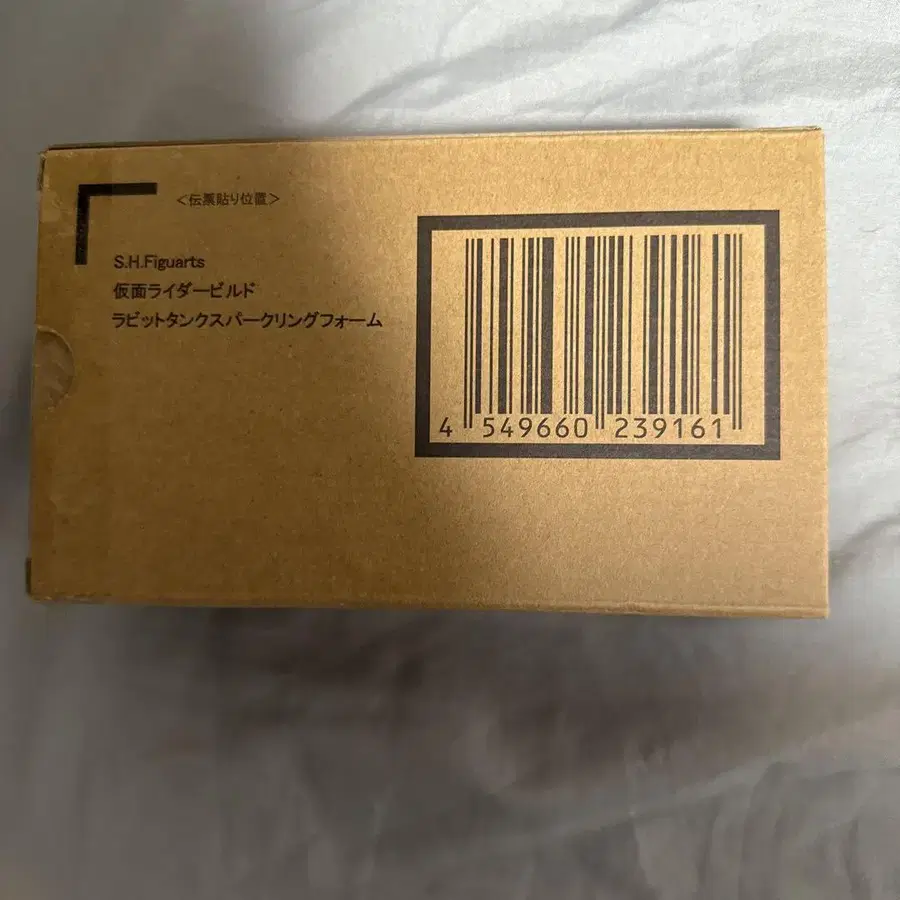 <伝票貼り位置>
S.H.Figuarts
仮面ライダービルド
ラビットタンクスパークリングフォーム
4 549660 239161